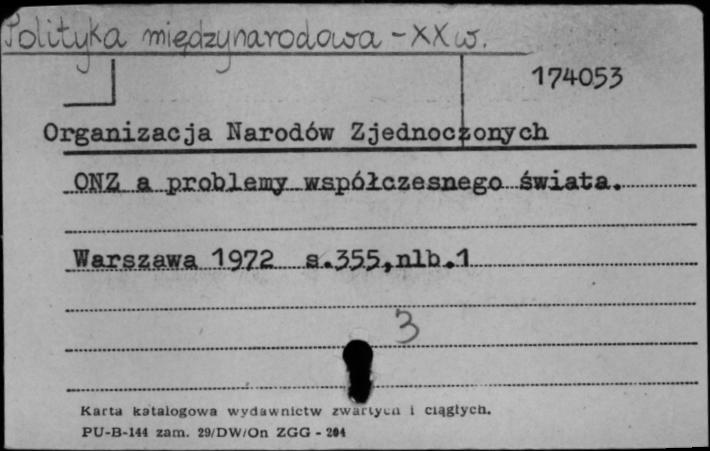 Polityka międzynarodowa - XX w.
174053
Organizacja Narodów Zjednoczonych
ONZ a problemy współczesnego świata.
Warszawa 1972 s.355,nlb.1
3
Karta katalogowa wydawnictw zwartych i ciągłych.
PU-B-144 zam. 29/DW/On ZGG - 204